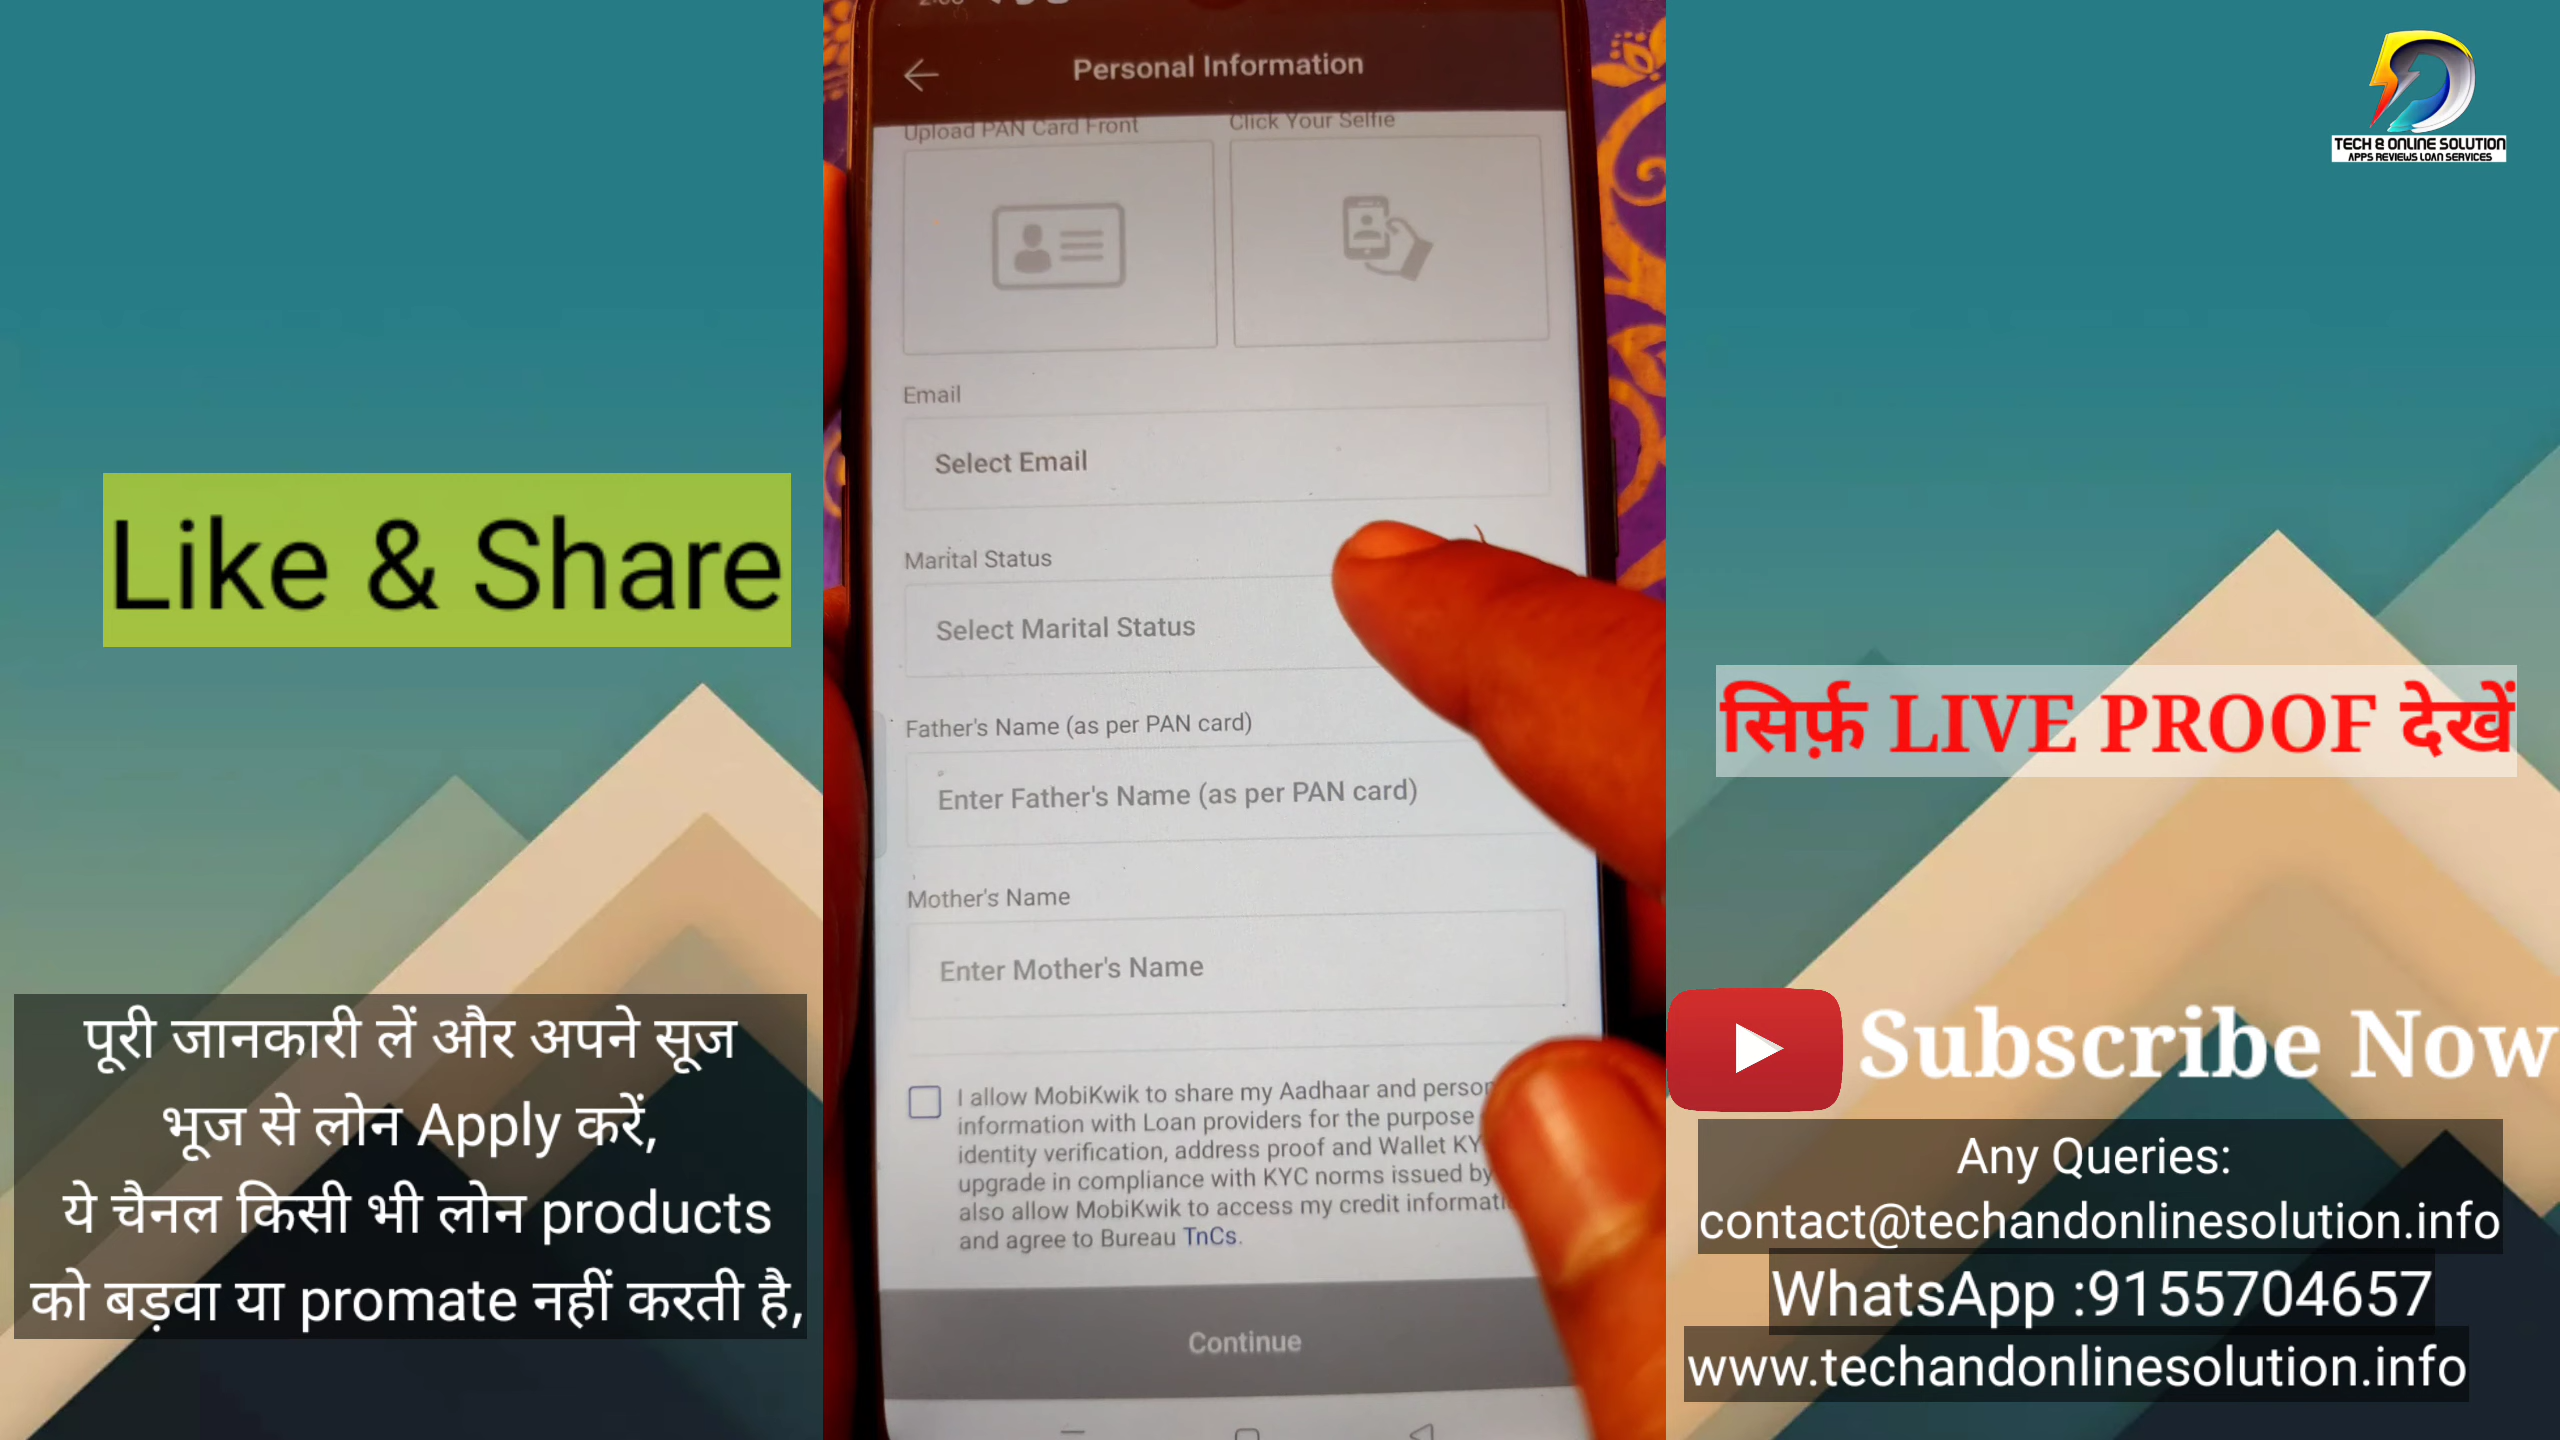 Personal Information
Upload PAN Card Front
Click Your Selfie
Email
Select Email
Marital Status
Select Marital Status
Father's Name (as per PAN card)
Enter Father's Name (as per PAN card)
Mother's Name
Enter Mother's Name
I allow MobiKwik to share my Aadhaar and
information with Loan providers for the purpose
identity verification, address proof and Wallet
upgrade in compliance with KYC norms issued by
also allow MobiKwik to access my credit
and agree to Bureau TnCs.
Continue
Like & Share
पूरी जानकारी लें और अपने सूज
भूज से लोन Apply करें,
ये चैनल किसी भी लोन products
को बड़वा या promate नहीं करती है,
TECH & ONLINE SOLUTION
APPS REVIEWS LOAN SERVICES
सिर्फ़ LIVE PROOF देखें
Subscribe Now
Any Queries:
contact@techandonlinesolution.info
WhatsApp :9155704657
www.techandonlinesolution.info